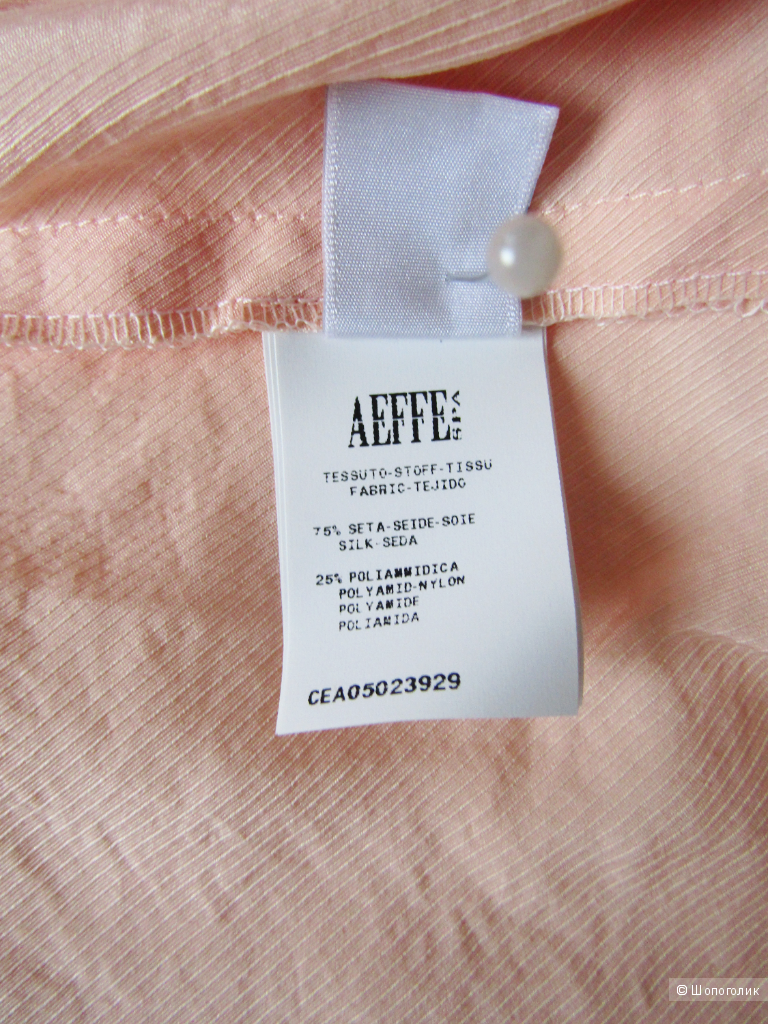 AEFFE SPA
TESSUTO-STOFF-TISSU
FABRIC-TEJIDO
75% SETA-SEIDE-SOIE
SILK-SEDA
25% POLIAMMIDICA
POLYAMID-NYLON
POLYAMIDE
POLIAMIDA
CEA05023929
© Шопоголик